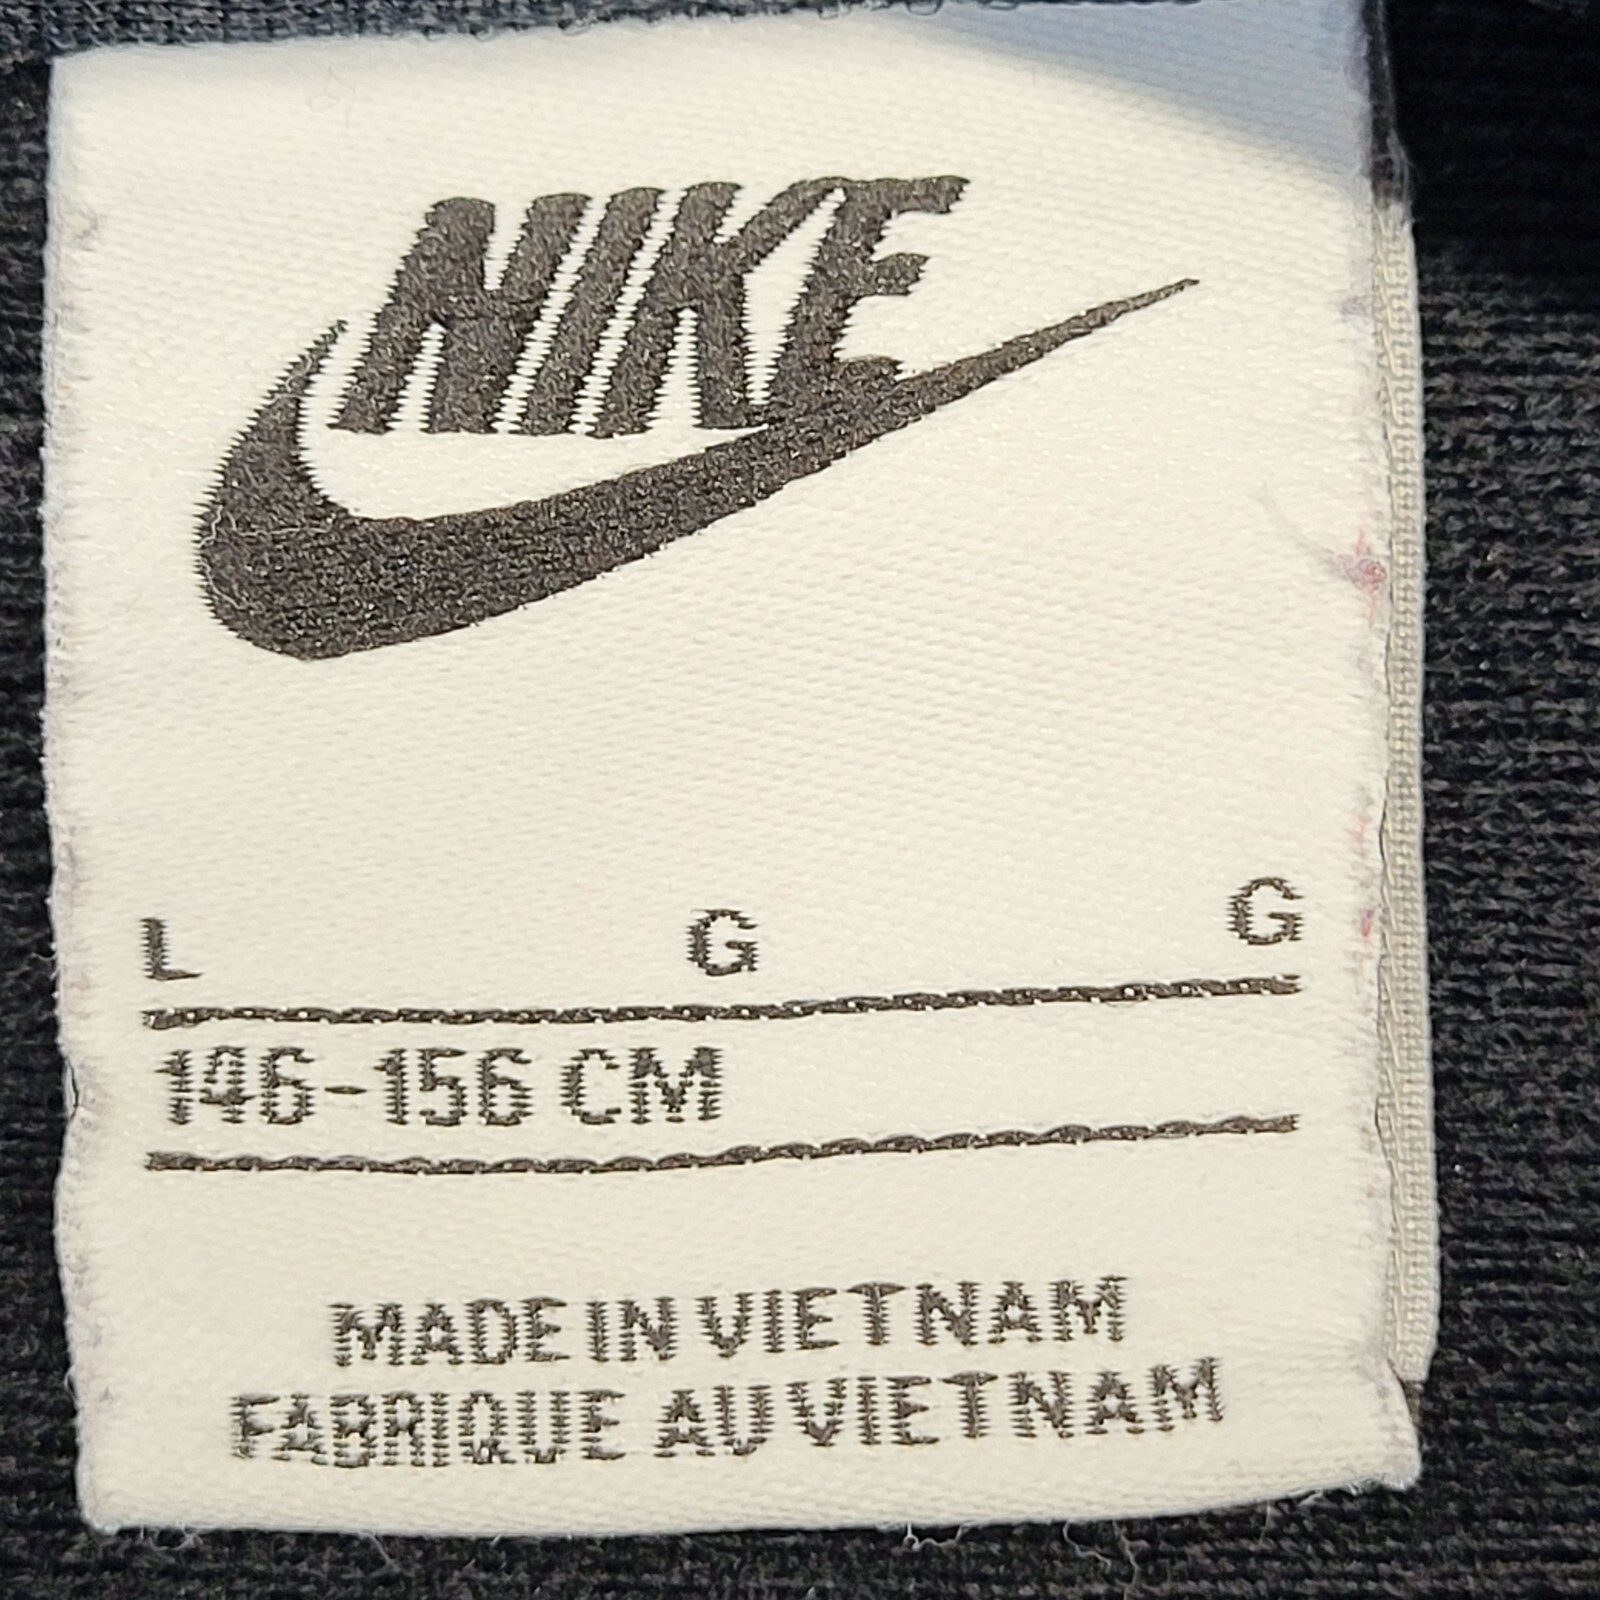 NIKE
L G G
146-156 CM
MADE IN VIETNAM
FABRIQUE AU VIETNAM